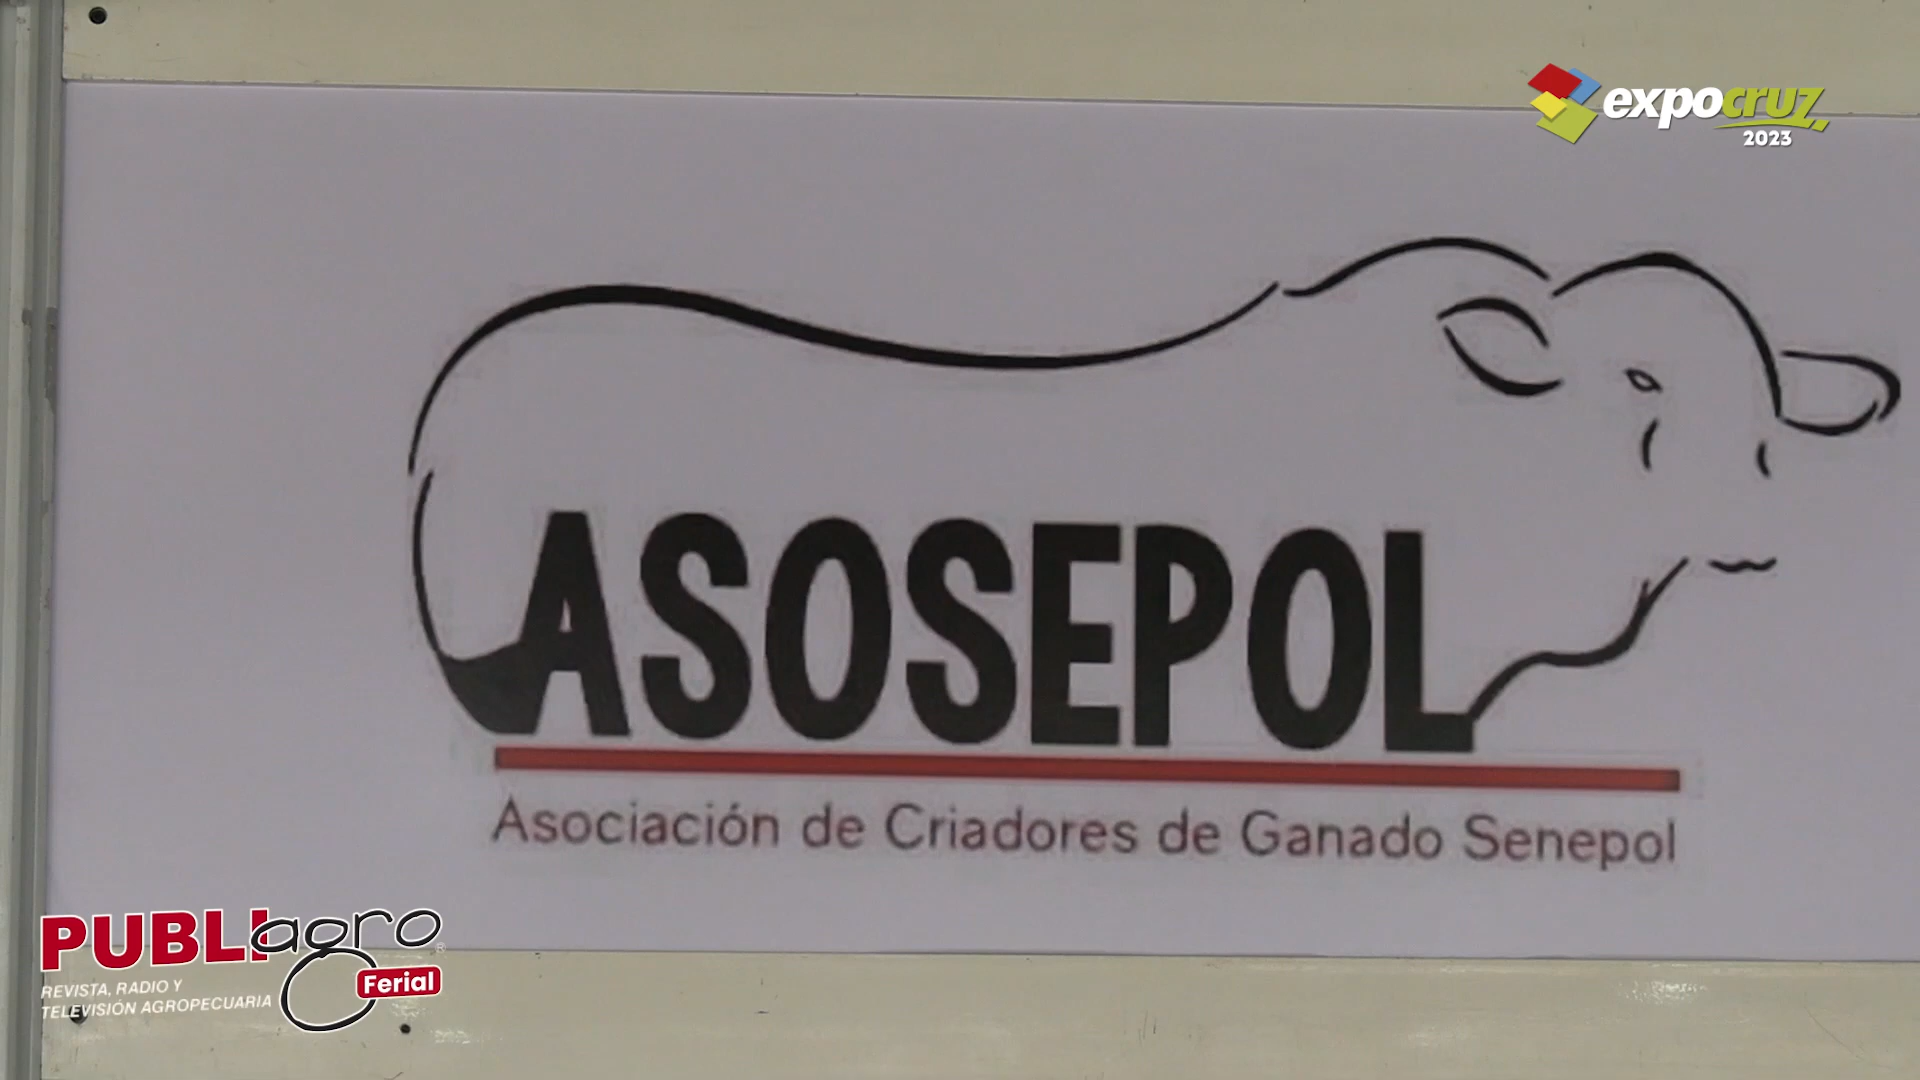 expocruz
2023
ASOSEPOL
Asociación de Criadores de Ganado Senepol
PUBLIagro
Ferial
REVISTA, RADIO Y
TELEVISIÓN AGROPECUARIA